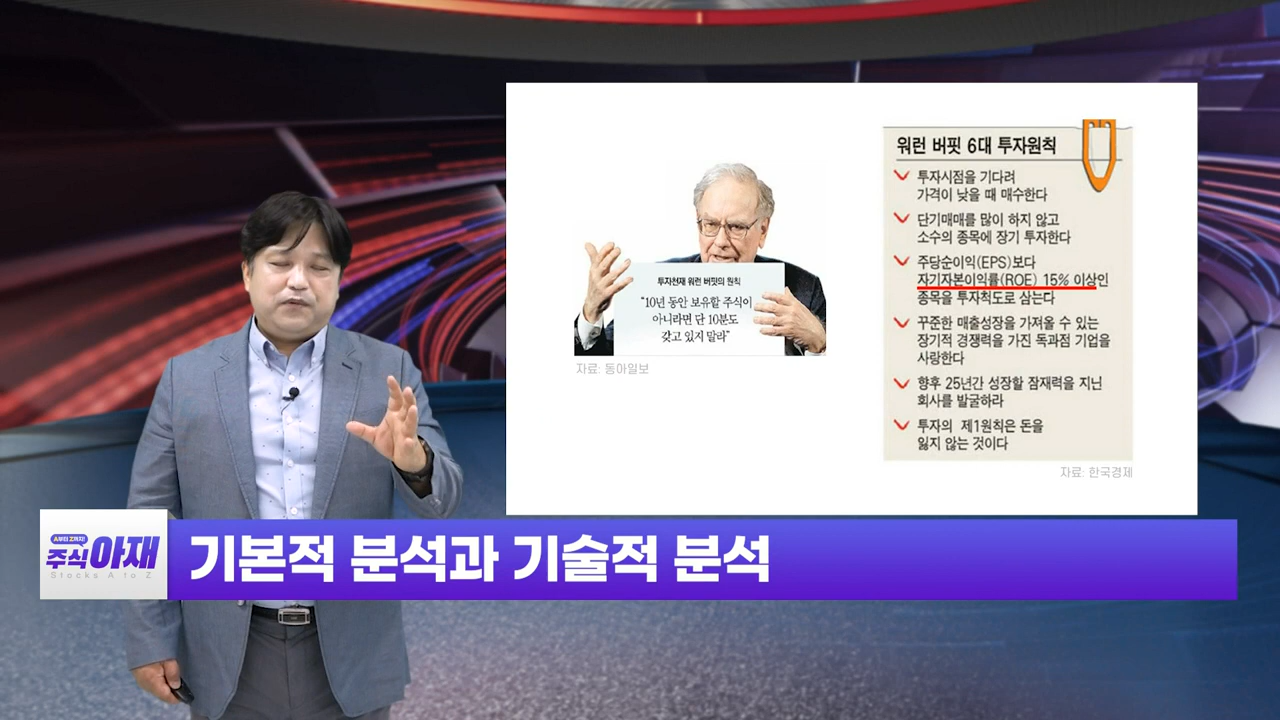 투자천재 워런 버핏의 원칙
"10년 동안 보유할 주식이
아니라면 단 10분도
갖고 있지 말라"
자료: 동아일보
워런 버핏 6대 투자원칙
투자시점을 기다려
가격이 낮을 때 매수한다
단기매매를 많이 하지 않고
소수의 종목에 장기 투자한다
주당순이익(EPS)보다
자기자본이익률(ROE) 15% 이상인
종목을 투자척도로 삼는다
꾸준한 매출성장을 가져올 수 있는
장기적 경쟁력을 가진 독과점 기업을
사랑한다
향후 25년간 성장할 잠재력을 지닌
회사를 발굴하라
투자의 제1원칙은 돈을
잃지 않는 것이다
자료: 한국경제
A부터 Z까지!
주식아재
Stocks A to Z
기본적 분석과 기술적 분석